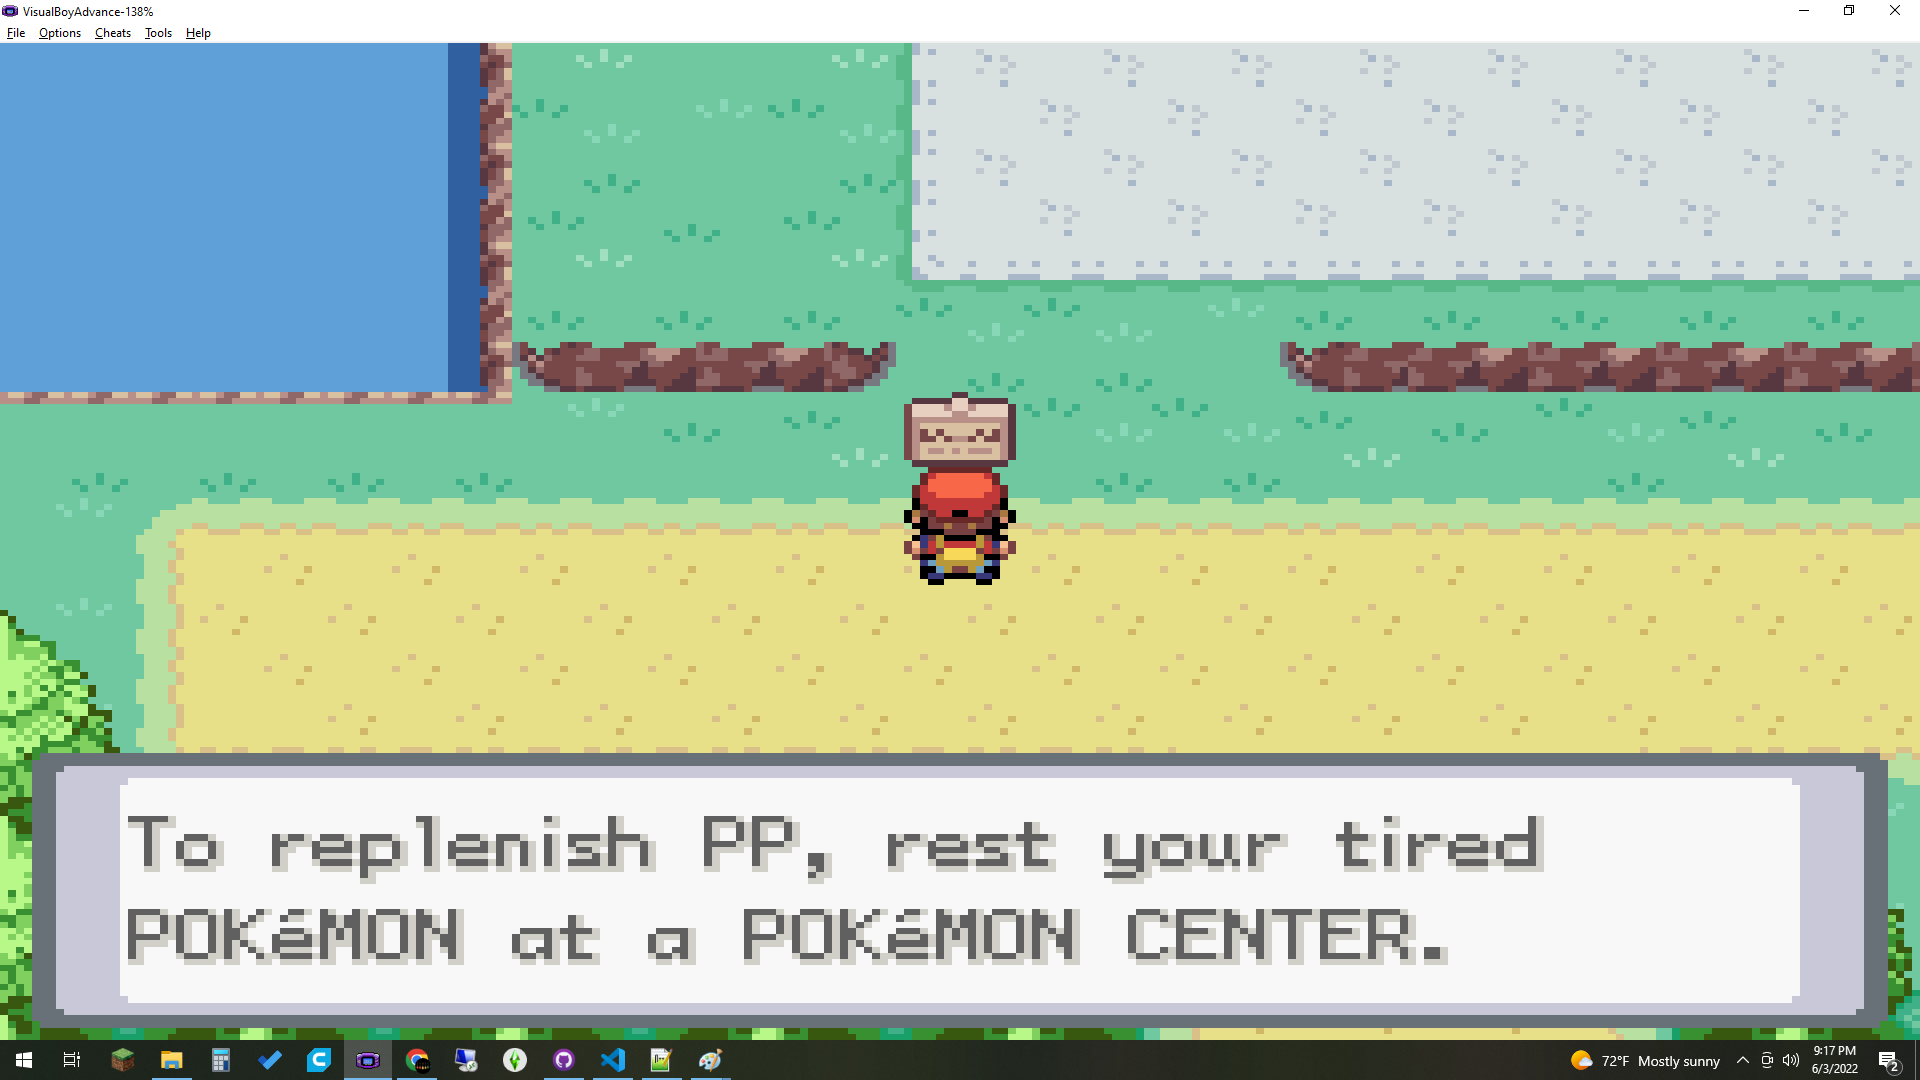 VisualBoyAdvance-138%
File Options Cheats Tools Help
To replenish PP, rest your tired
POKéMON at a POKéMON CENTER.
72°F Mostly sunny
9:17 PM
6/3/2022
2